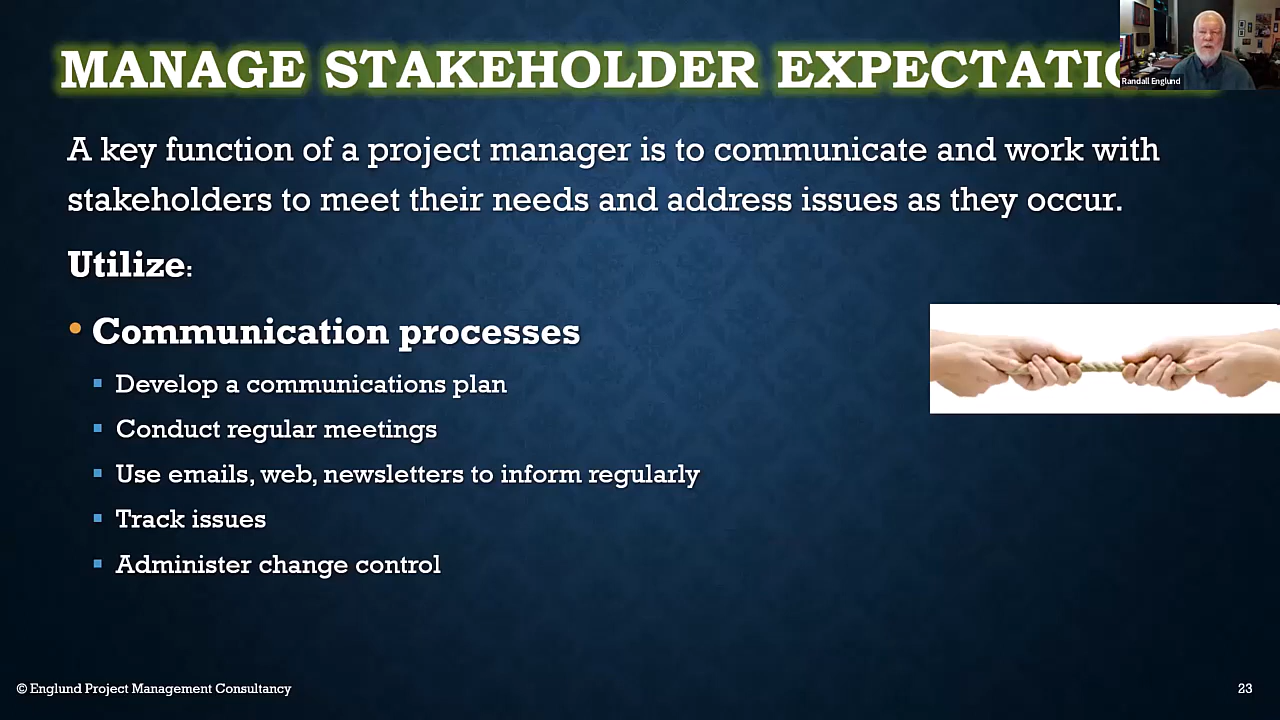 MANAGE STAKEHOLDER EXPECTATIO
Randall Englund
A key function of a project manager is to communicate and work with
stakeholders to meet their needs and address issues as they occur.
Utilize:
• Communication processes
▪ Develop a communications plan
▪ Conduct regular meetings
▪ Use emails, web, newsletters to inform regularly
▪ Track issues
▪ Administer change control
© Englund Project Management Consultancy
23